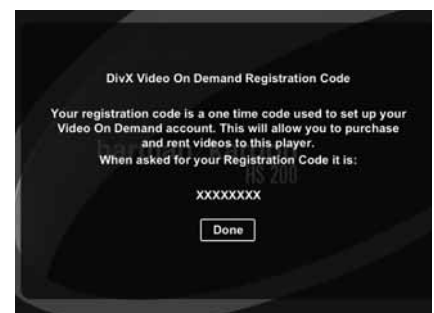 DivX Video On Demand Registration Code
Your registration code is a one time code used to set up your
Video On Demand account. This will allow you to purchase
and rent videos to this player.
When asked for your Registration Code it is:
HS 200
XXXXXXXX
Done